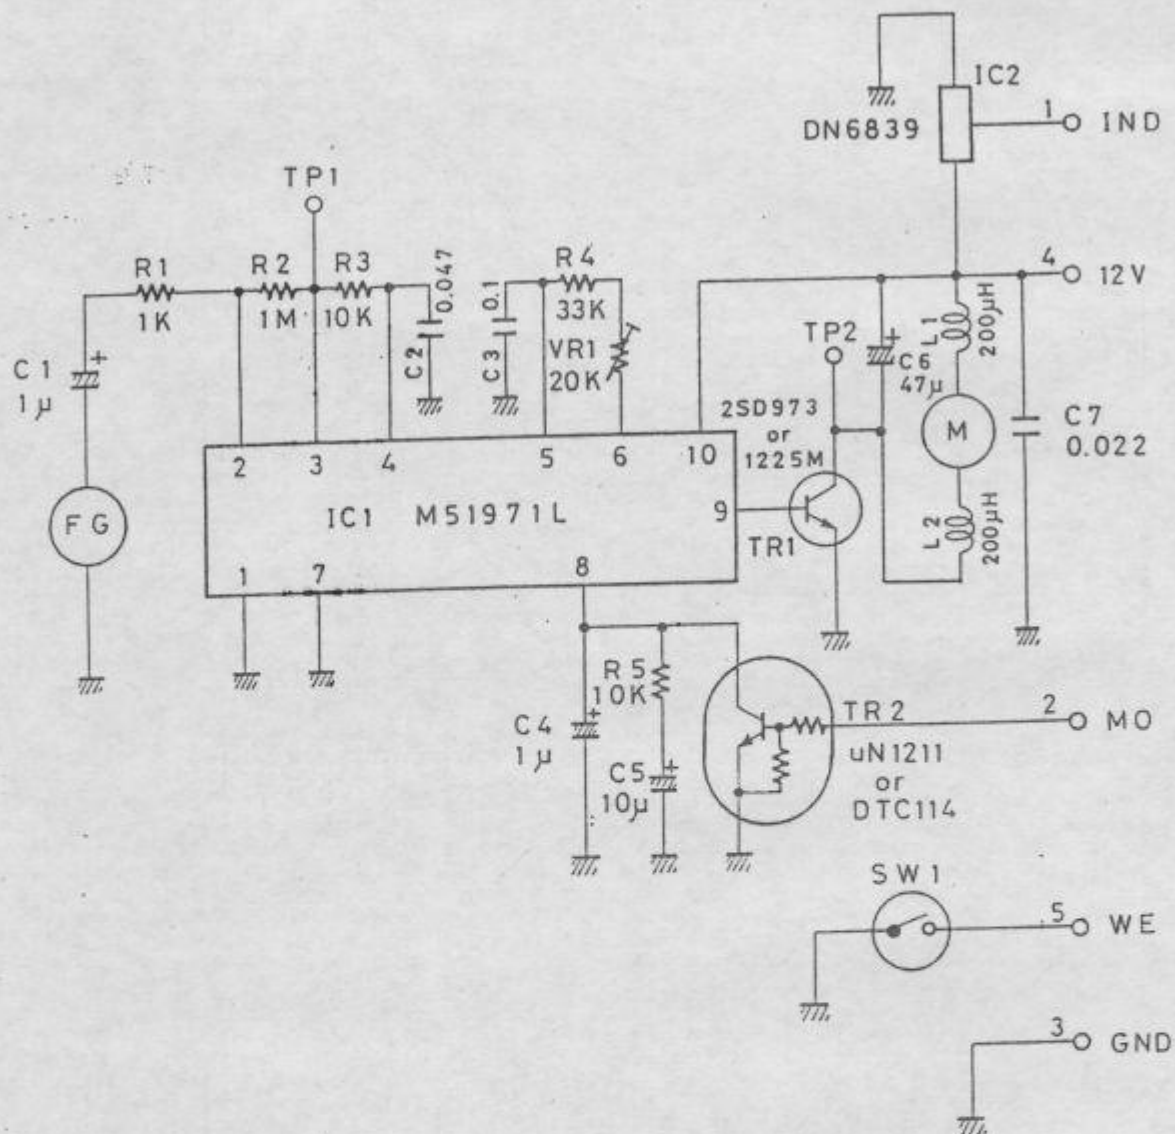 IC2
DN6839
1 IND
TP1
R1
1K
R2
1M
R3
10K
C2
0.047
C3
0.1
R4
33K
VR1
20K
4 12V
TP2
C6
47μ
L1
200μH
M
C7
0.022
L2
200μH
2SD973
or
1225M
TR1
C1
1μ
FG
2 3 4 5 6 10
IC1 M51971L
9
1 7 8
R5
10K
C4
1μ
C5
10μ
TR2
uN1211
or
DTC114
2 MO
SW1
5 WE
3 GND